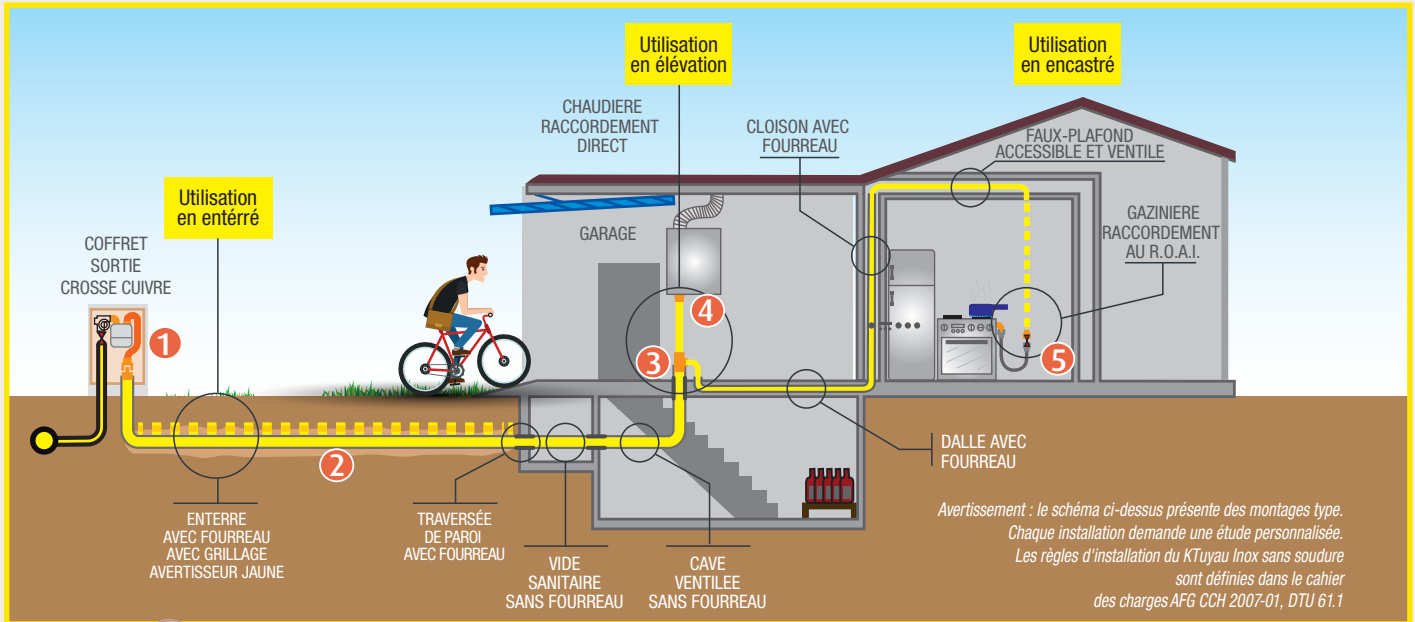 Utilisation
en élévation
Utilisation
en encastré
CHAUDIERE
RACCORDEMENT
DIRECT
CLOISON AVEC
FOURREAU
FAUX-PLAFOND
ACCESSIBLE ET VENTILE
Utilisation
en entérré
COFFRET
SORTIE
CROSSE CUIVRE
GARAGE
GAZINIERE
RACCORDEMENT
AU R.O.A.I.
1
4
3
5
2
DALLE AVEC
FOURREAU
ENTERRE
AVEC FOURREAU
AVEC GRILLAGE
AVERTISSEUR JAUNE
TRAVERSÉE
DE PAROI
AVEC FOURREAU
VIDE
SANITAIRE
SANS FOURREAU
CAVE
VENTILEE
SANS FOURREAU
Avertissement : le schéma ci-dessus présente des montages type.
Chaque installation demande une étude personnalisée.
Les règles d'installation du KTuyau Inox sans soudure
sont définies dans le cahier
des charges AFG CCH 2007-01, DTU 61.1